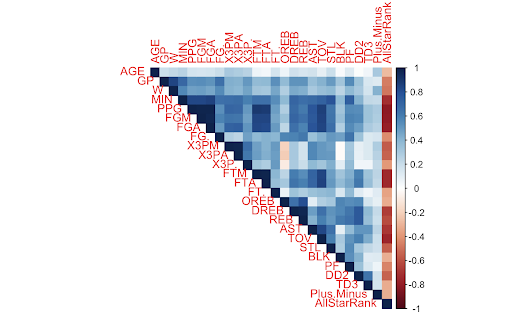 AGE
GP
W
MIN
PPG
FGM
FGA
FG.
X3PM
X3PA
X3P.
FTM
FTA
FT.
OREB
DREB
REB
AST
TOV
STL
BLK
PF
DD2
TD3
Plus.Minus
AllStarRank
AGE
GP
W
MIN
PPG
FGM
FGA
FG.
X3PM
X3PA
X3P.
FTM
FTA
FT.
OREB
DREB
REB
AST
TOV
STL
BLK
PF
DD2
TD3
Plus.Minus
AllStarRank
1
0.8
0.6
0.4
0.2
0
-0.2
-0.4
-0.6
-0.8
-1